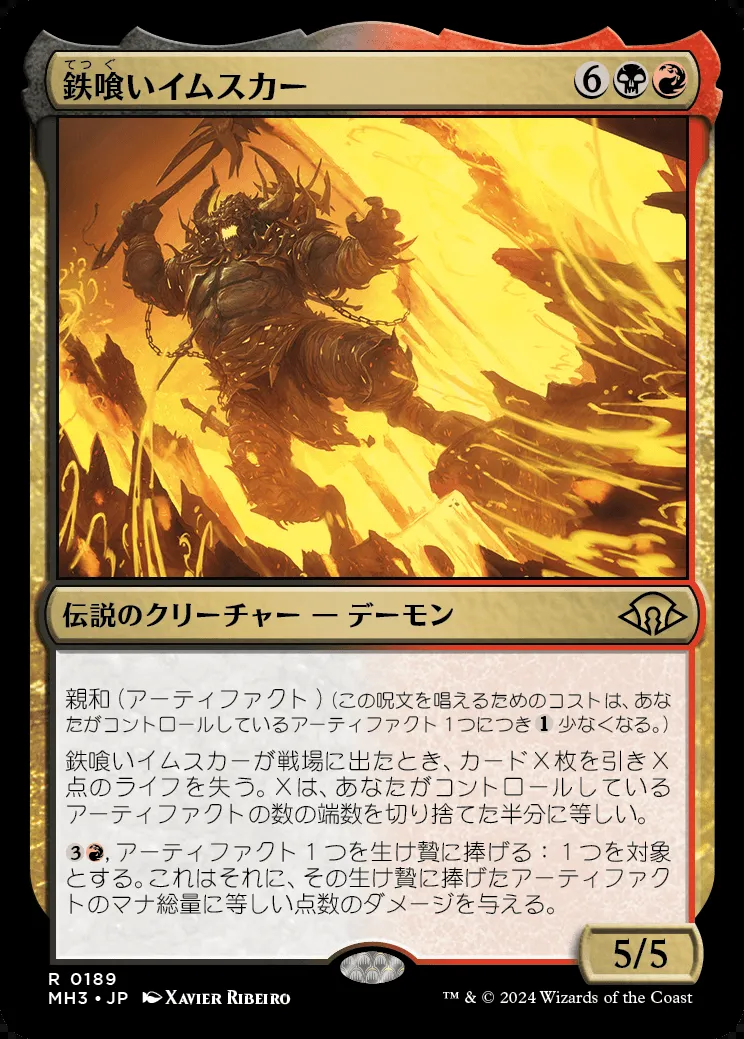 てつ ぐ
鉄喰いイムスカー 6
伝説のクリーチャー — デーモン
親和(アーティファクト)(この呪文を唱えるためのコストは、あな
たがコントロールしているアーティファクト1つにつき 1 少なくなる。)
鉄喰いイムスカーが戦場に出たとき、カードX枚を引きX
点のライフを失う。Xは、あなたがコントロールしている
アーティファクトの数の端数を切り捨てた半分に等しい。
3 , アーティファクト1つを生け贄に捧げる:1つを対象
とする。これはそれに、その生け贄に捧げたアーティファク
トのマナ総量に等しい点数のダメージを与える。
5/5
R 0189
MH3 • JP Xavier Ribeiro
™ & © 2024 Wizards of the Coast